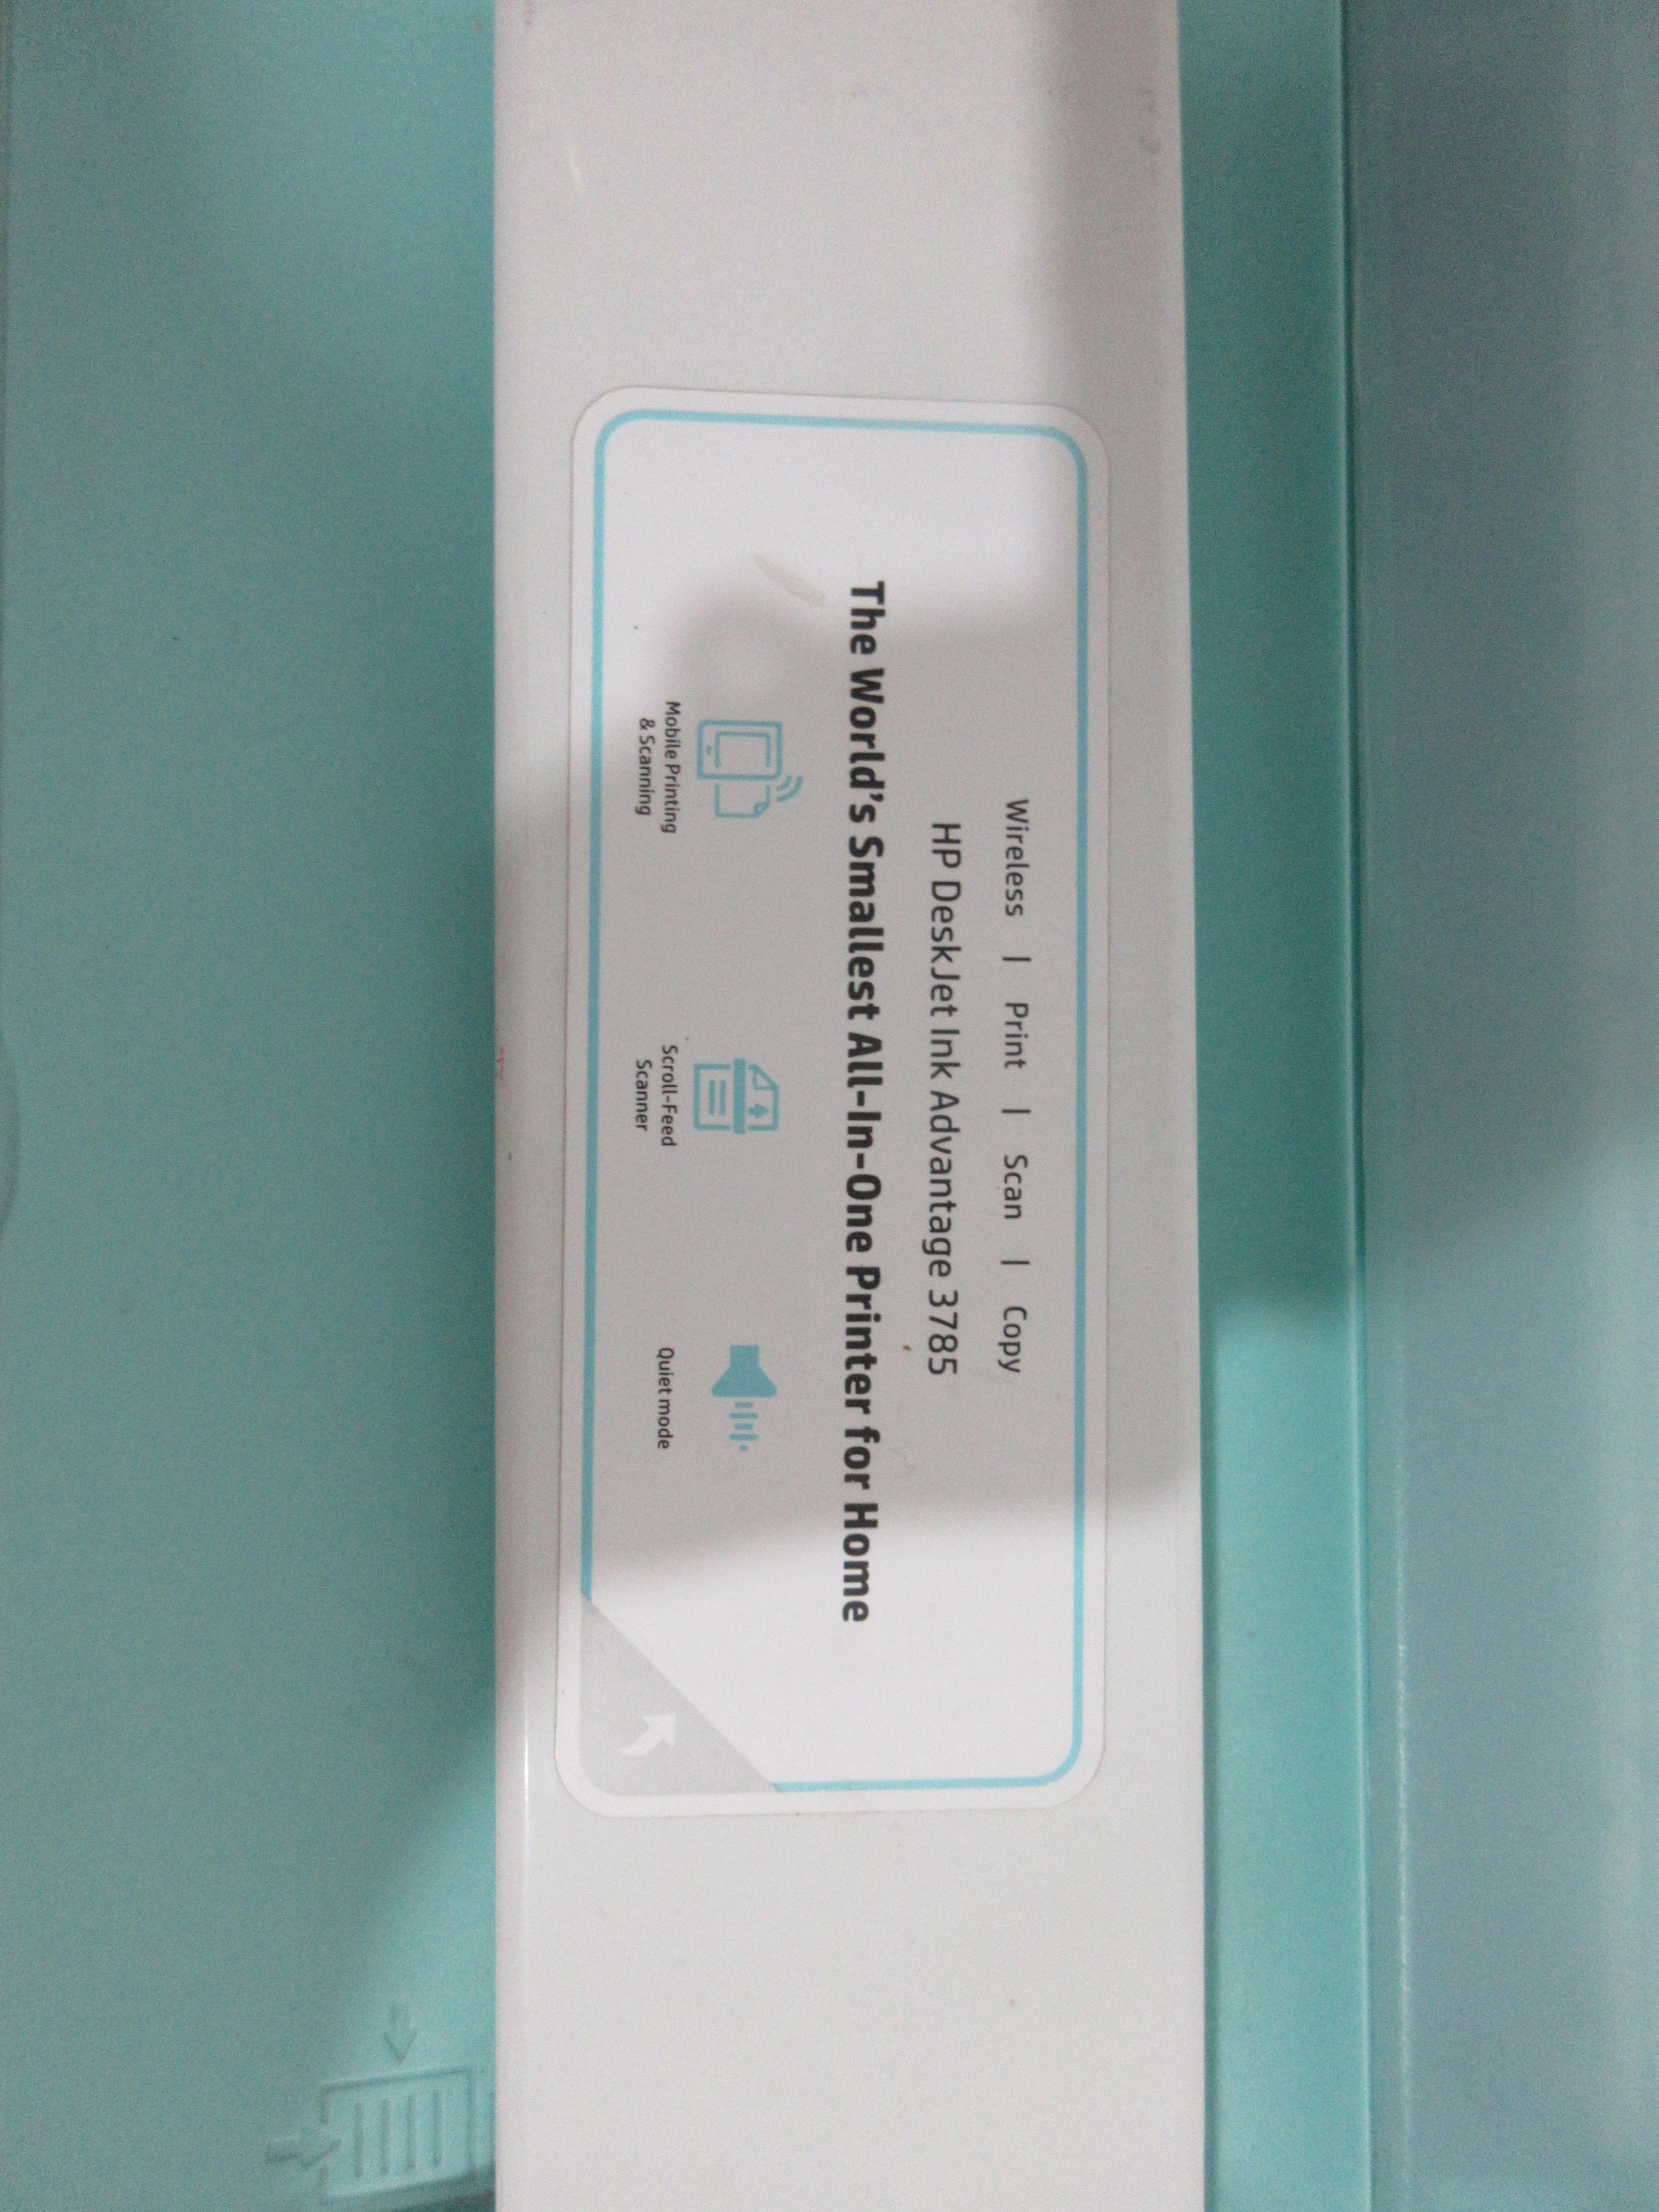 Wireless | Print | Scan | Copy
HP DeskJet Ink Advantage 3785
The World's Smallest All-In-One Printer for Home
Mobile Printing
& Scanning
Scroll-Feed
Scanner
Quiet mode